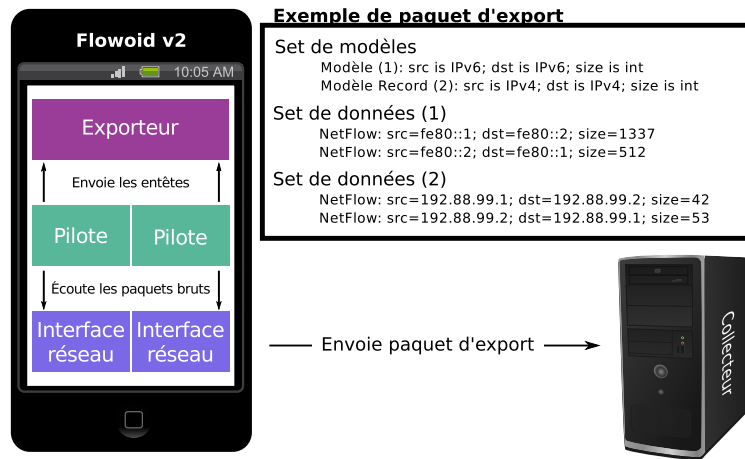 Flowoid v2
10:05 AM
Exporteur
Envoie les entêtes
Pilote
Pilote
Écoute les paquets bruts
Interface réseau
Interface réseau
Exemple de paquet d'export
Set de modèles
Modèle (1): src is IPv6; dst is IPv6; size is int
Modèle Record (2): src is IPv4; dst is IPv4; size is int
Set de données (1)
NetFlow: src=fe80::1; dst=fe80::2; size=1337
NetFlow: src=fe80::2; dst=fe80::1; size=512
Set de données (2)
NetFlow: src=192.88.99.1; dst=192.88.99.2; size=42
NetFlow: src=192.88.99.2; dst=192.88.99.1; size=53
Envoie paquet d'export
Collecteur